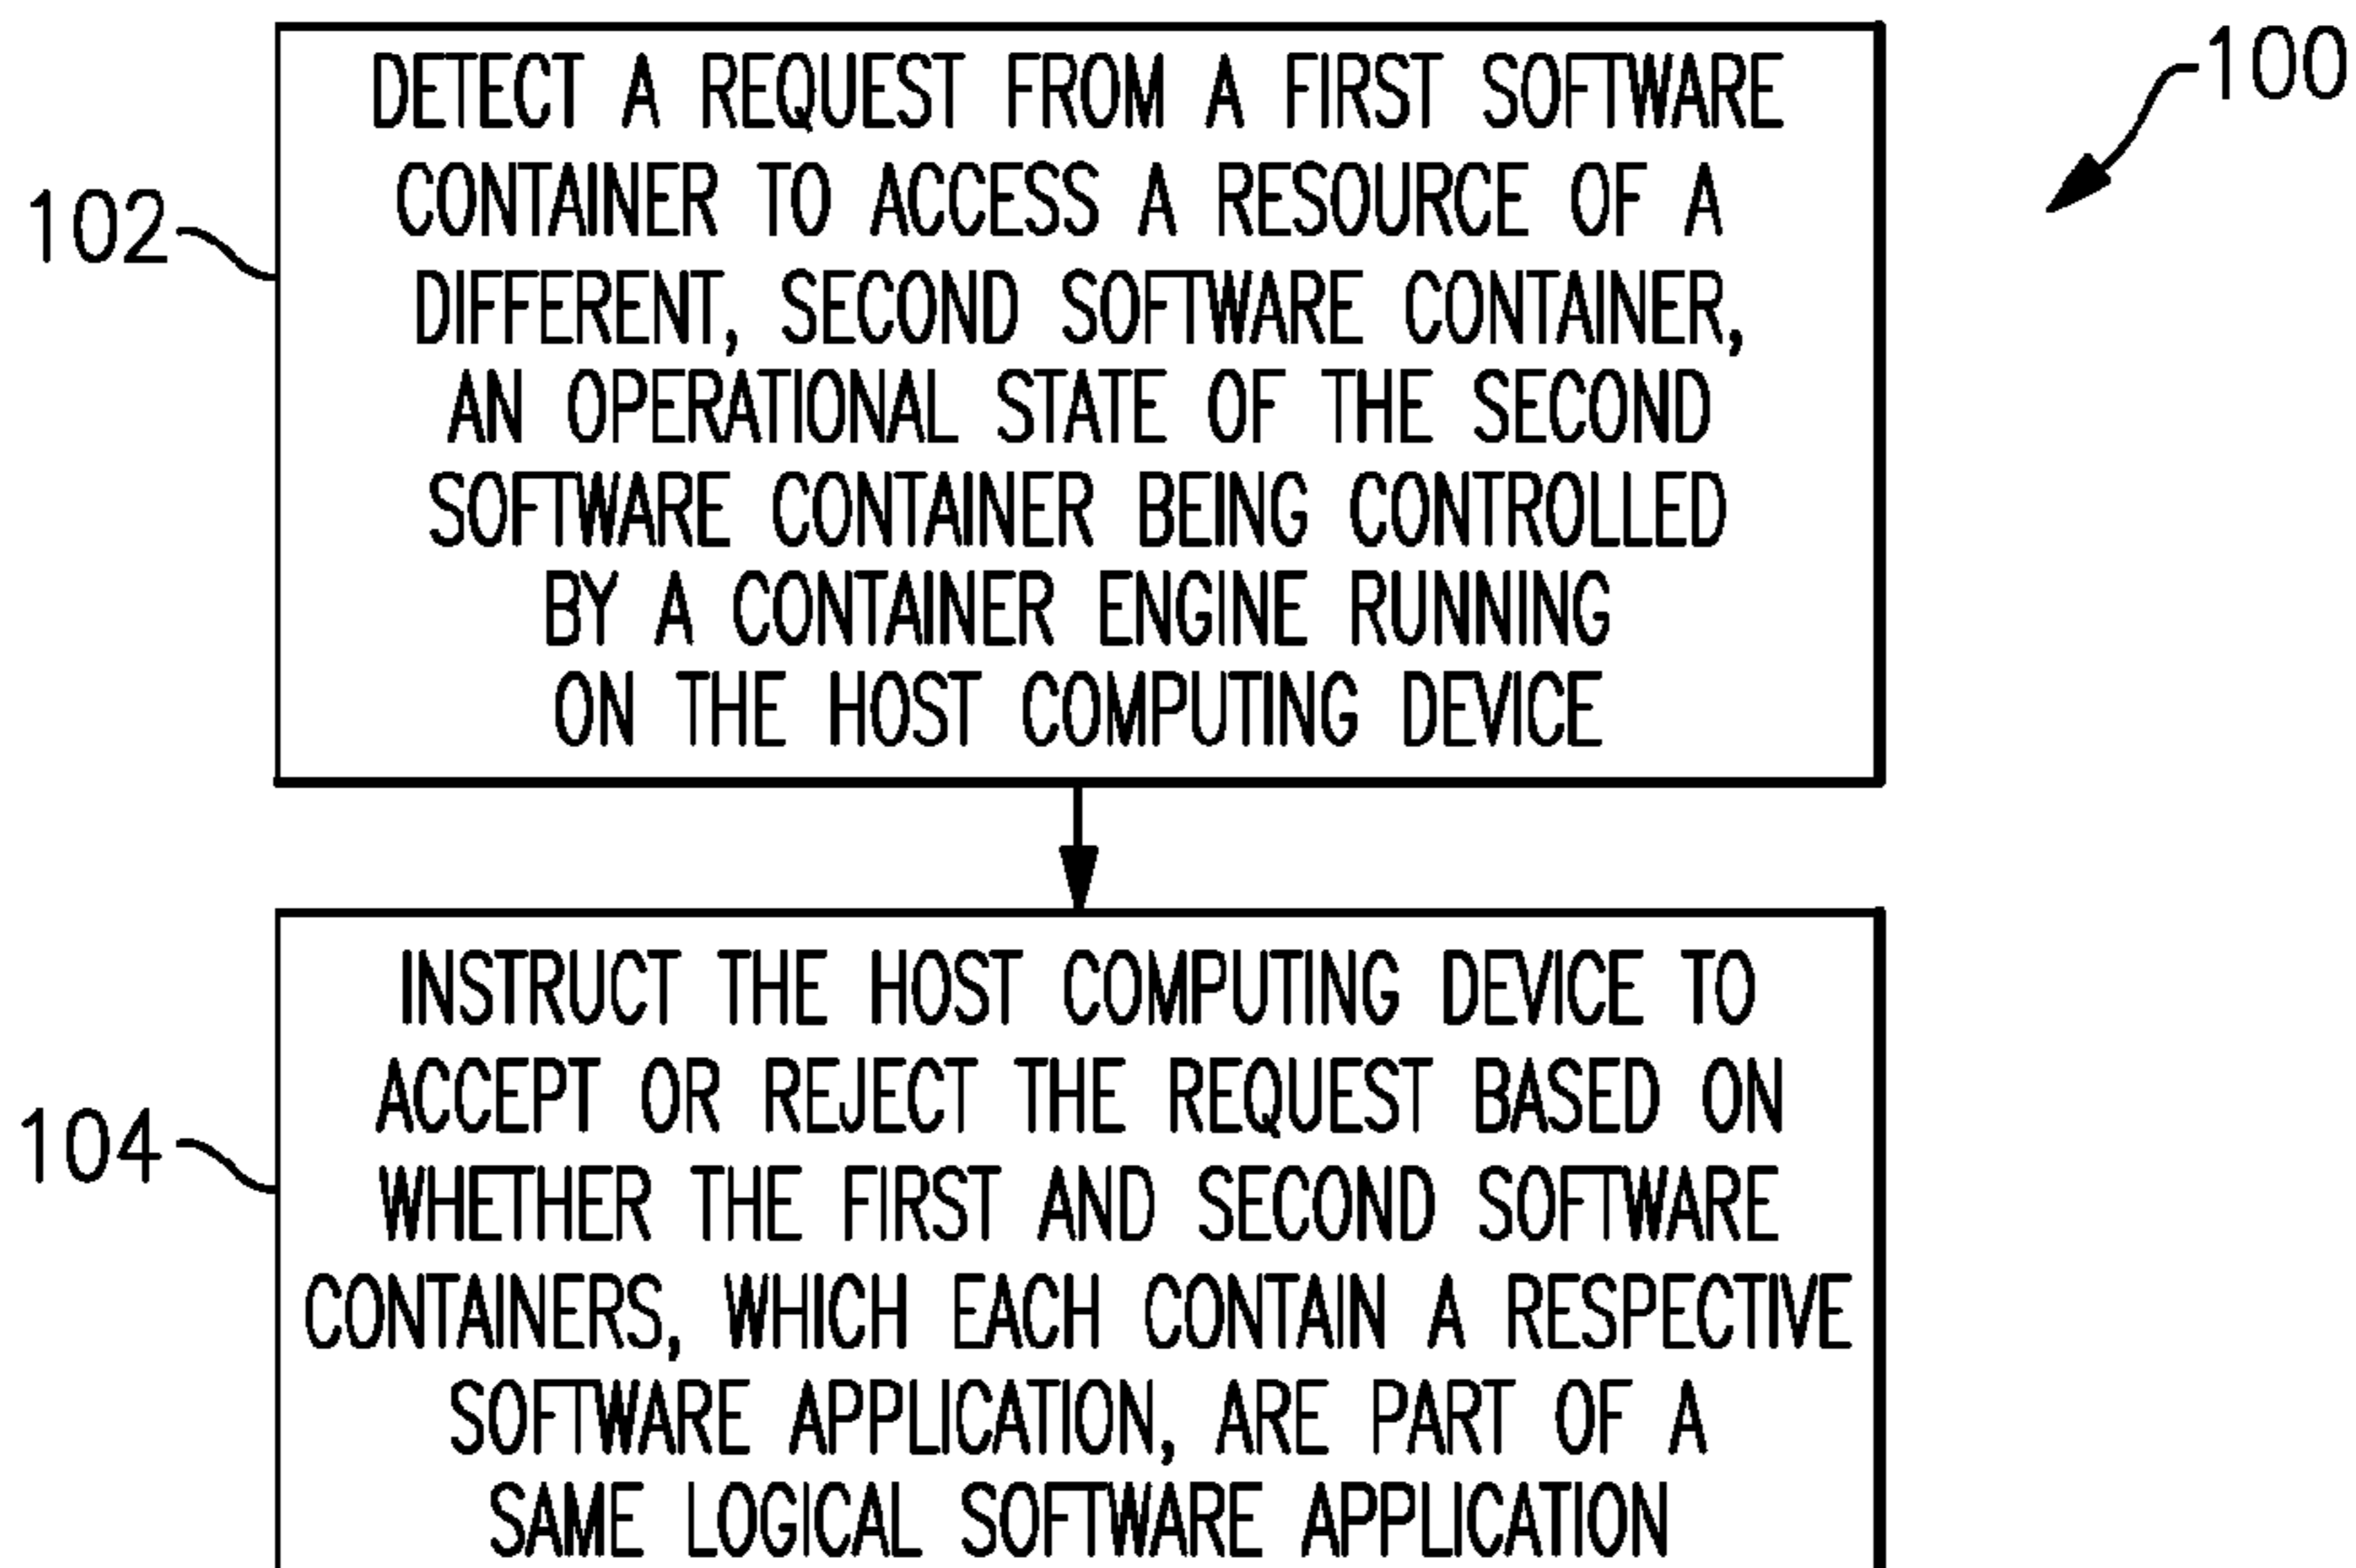 100
102
DETECT A REQUEST FROM A FIRST SOFTWARE
CONTAINER TO ACCESS A RESOURCE OF A
DIFFERENT, SECOND SOFTWARE CONTAINER,
AN OPERATIONAL STATE OF THE SECOND
SOFTWARE CONTAINER BEING CONTROLLED
BY A CONTAINER ENGINE RUNNING
ON THE HOST COMPUTING DEVICE
104
INSTRUCT THE HOST COMPUTING DEVICE TO
ACCEPT OR REJECT THE REQUEST BASED ON
WHETHER THE FIRST AND SECOND SOFTWARE
CONTAINERS, WHICH EACH CONTAIN A RESPECTIVE
SOFTWARE APPLICATION, ARE PART OF A
SAME LOGICAL SOFTWARE APPLICATION